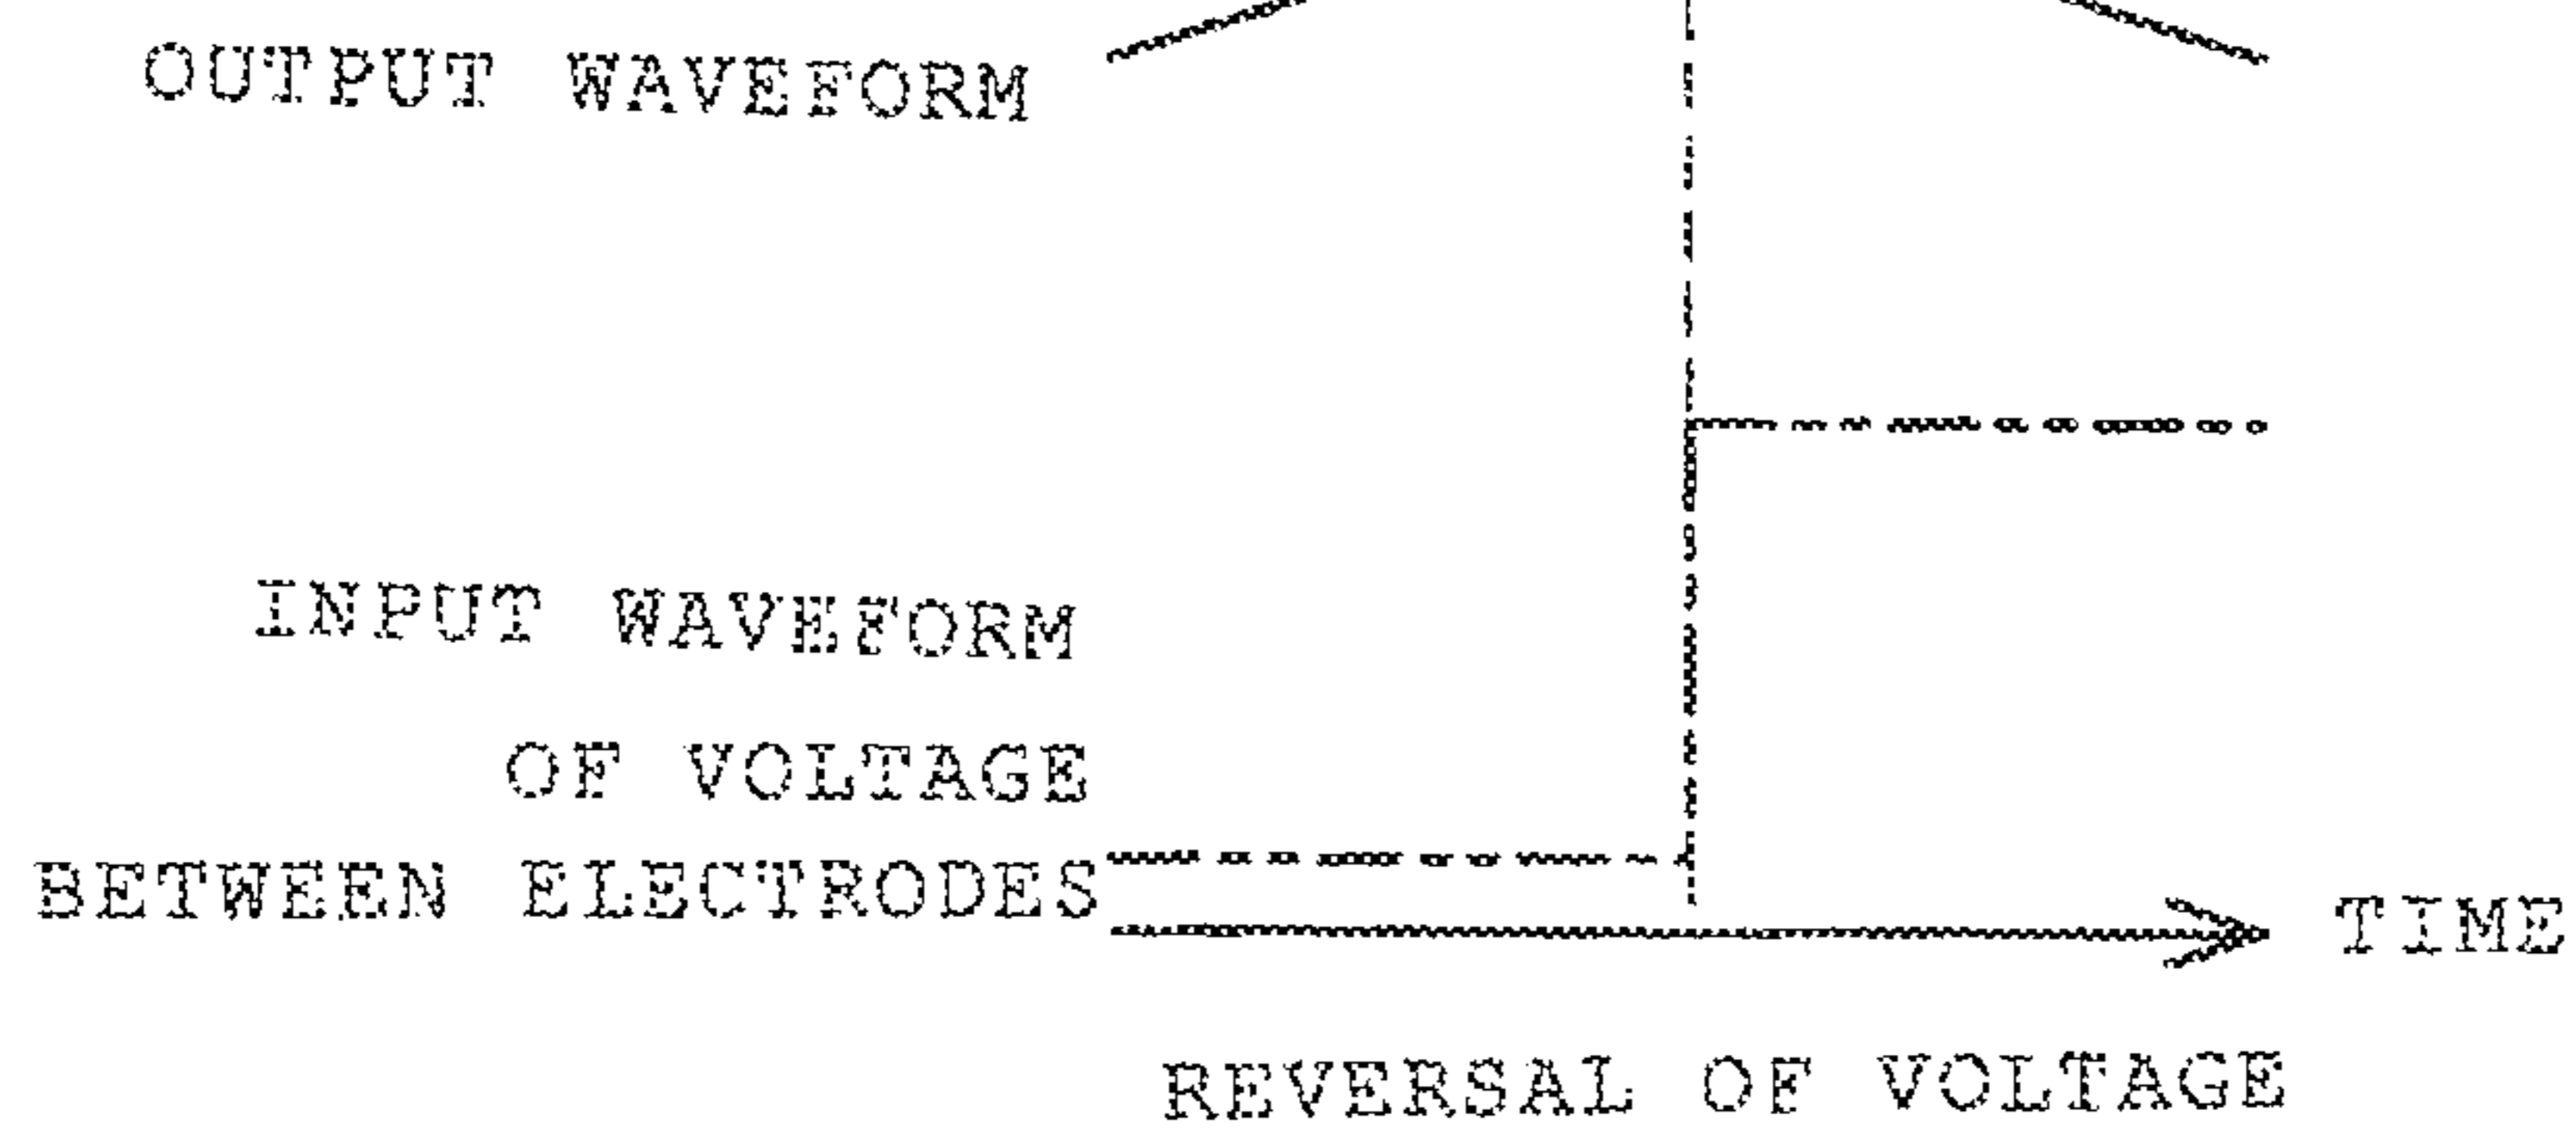 OUTPUT WAVEFORM
INPUT WAVEFORM
OF VOLTAGE
BETWEEN ELECTRODES
TIME
REVERSAL OF VOLTAGE